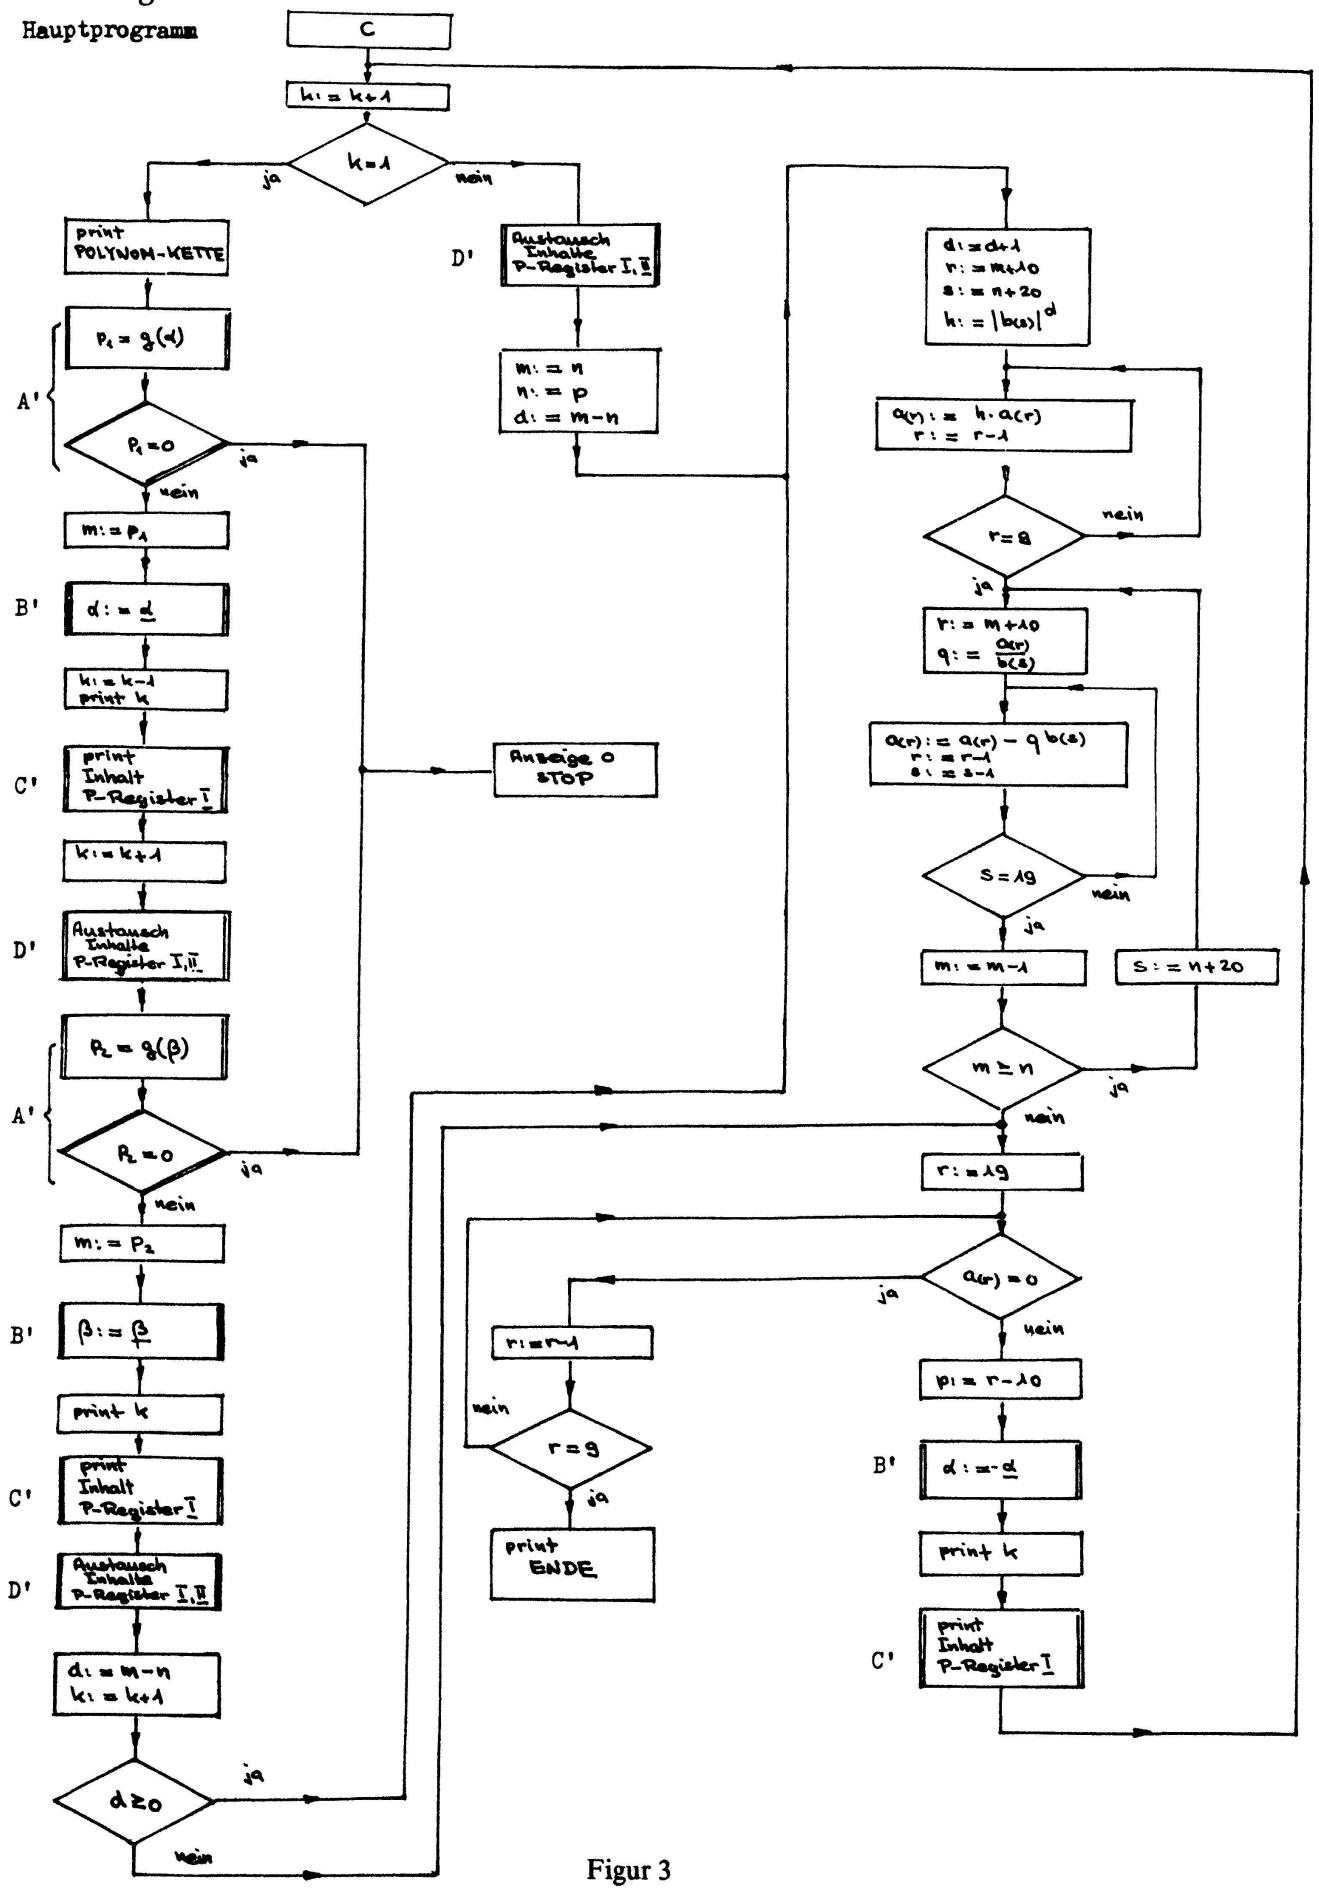 Hauptprogramm
C
k: = k+1
k=1
ja
nein
print
POLYNOM-KETTE
A'
p₁ = g(α)
p₁=0
ja
nein
m: = p₁
B'
α: = α
k: = k-1
print k
C'
print
Inhalt
P-Register I
k: = k+1
D'
Austausch
Inhalte
P-Register I, II
A'
p₂ = g(β)
p₂=0
ja
nein
m: = p₂
B'
β: = β
print k
C'
print
Inhalt
P-Register I
D'
Austausch
Inhalte
P-Register I, II
d: = m-n
k: = k+1
d≥0
ja
nein
D'
Austausch
Inhalte
P-Register I, II
m: = n
n: = p
d: = m-n
Anzeige 0
STOP
d: = d+1
r: = m+10
s: = n+20
h: = |b(s)|^d
a(r): = h·a(r)
r: = r-1
r=9
nein
ja
r: = m+10
q: = a(r)/b(s)
a(r): = a(r) - q b(s)
r: = r-1
s: = s-1
s=19
nein
ja
m: = m-1
s: = n+20
m≥n
ja
nein
r: = 19
a(r)=0
ja
nein
r: = r-1
r=9
nein
ja
print
ENDE
p: = r-10
B'
α: =-α
print k
C'
print
Inhalt
P-Register I
Figur 3